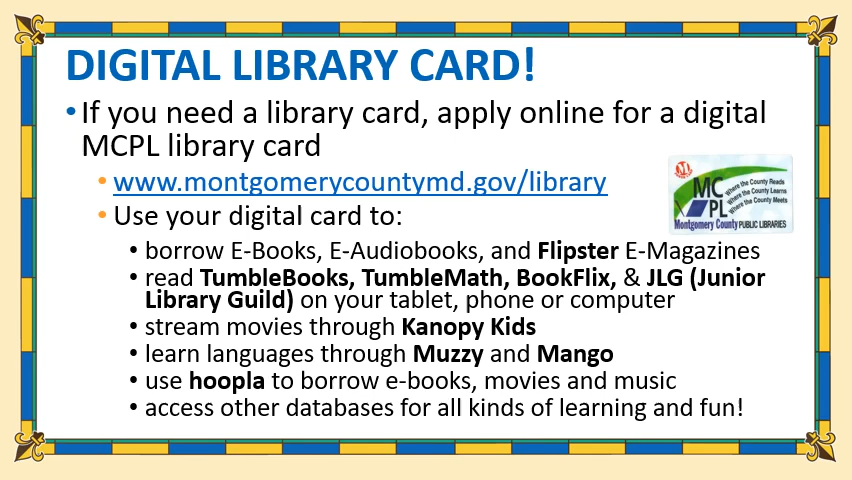 DIGITAL LIBRARY CARD!
• If you need a library card, apply online for a digital
MCPL library card
• www.montgomerycountymd.gov/library
• Use your digital card to:
• borrow E-Books, E-Audiobooks, and Flipster E-Magazines
• read TumbleBooks, TumbleMath, BookFlix, & JLG (Junior
Library Guild) on your tablet, phone or computer
• stream movies through Kanopy Kids
• learn languages through Muzzy and Mango
• use hoopla to borrow e-books, movies and music
• access other databases for all kinds of learning and fun!
MC
PL
Where the County Reads
Where the County Learns
Where the County Meets
Montgomery County PUBLIC LIBRARIES